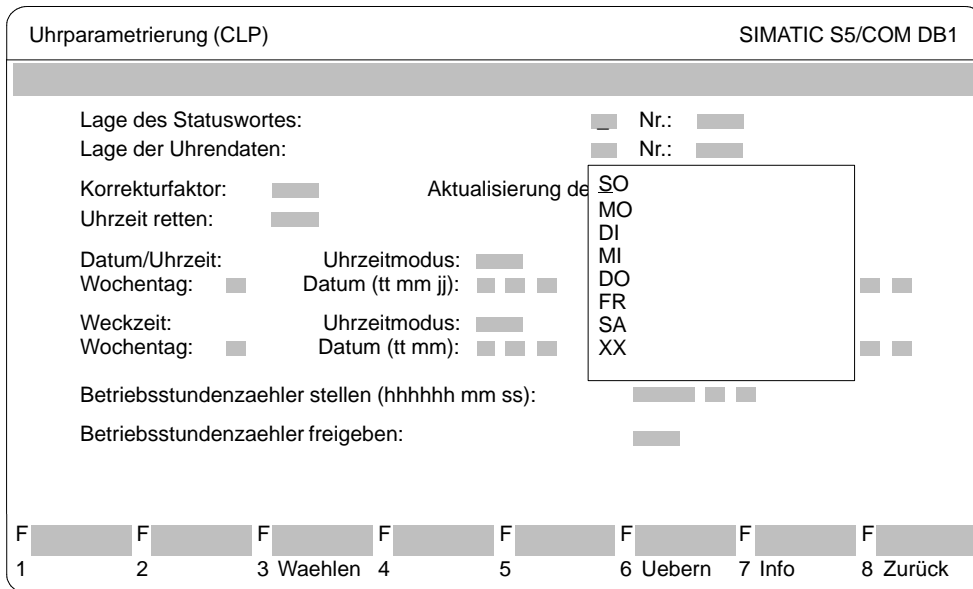 Uhrparametrierung (CLP) SIMATIC S5/COM DB1
Lage des Statuswortes: _ Nr.:
Lage der Uhrendaten: Nr.:
Korrekturfaktor: Aktualisierung de
Uhrzeit retten:
Datum/Uhrzeit: Uhrzeitmodus:
Wochentag: Datum (tt mm jj):
Weckzeit: Uhrzeitmodus:
Wochentag: Datum (tt mm):
SO
MO
DI
MI
DO
FR
SA
XX
Betriebsstundenzaehler stellen (hhhhhh mm ss):
Betriebsstundenzaehler freigeben:
F F F F F F F F
1 2 3 Waehlen 4 5 6 Uebern 7 Info 8 Zurück